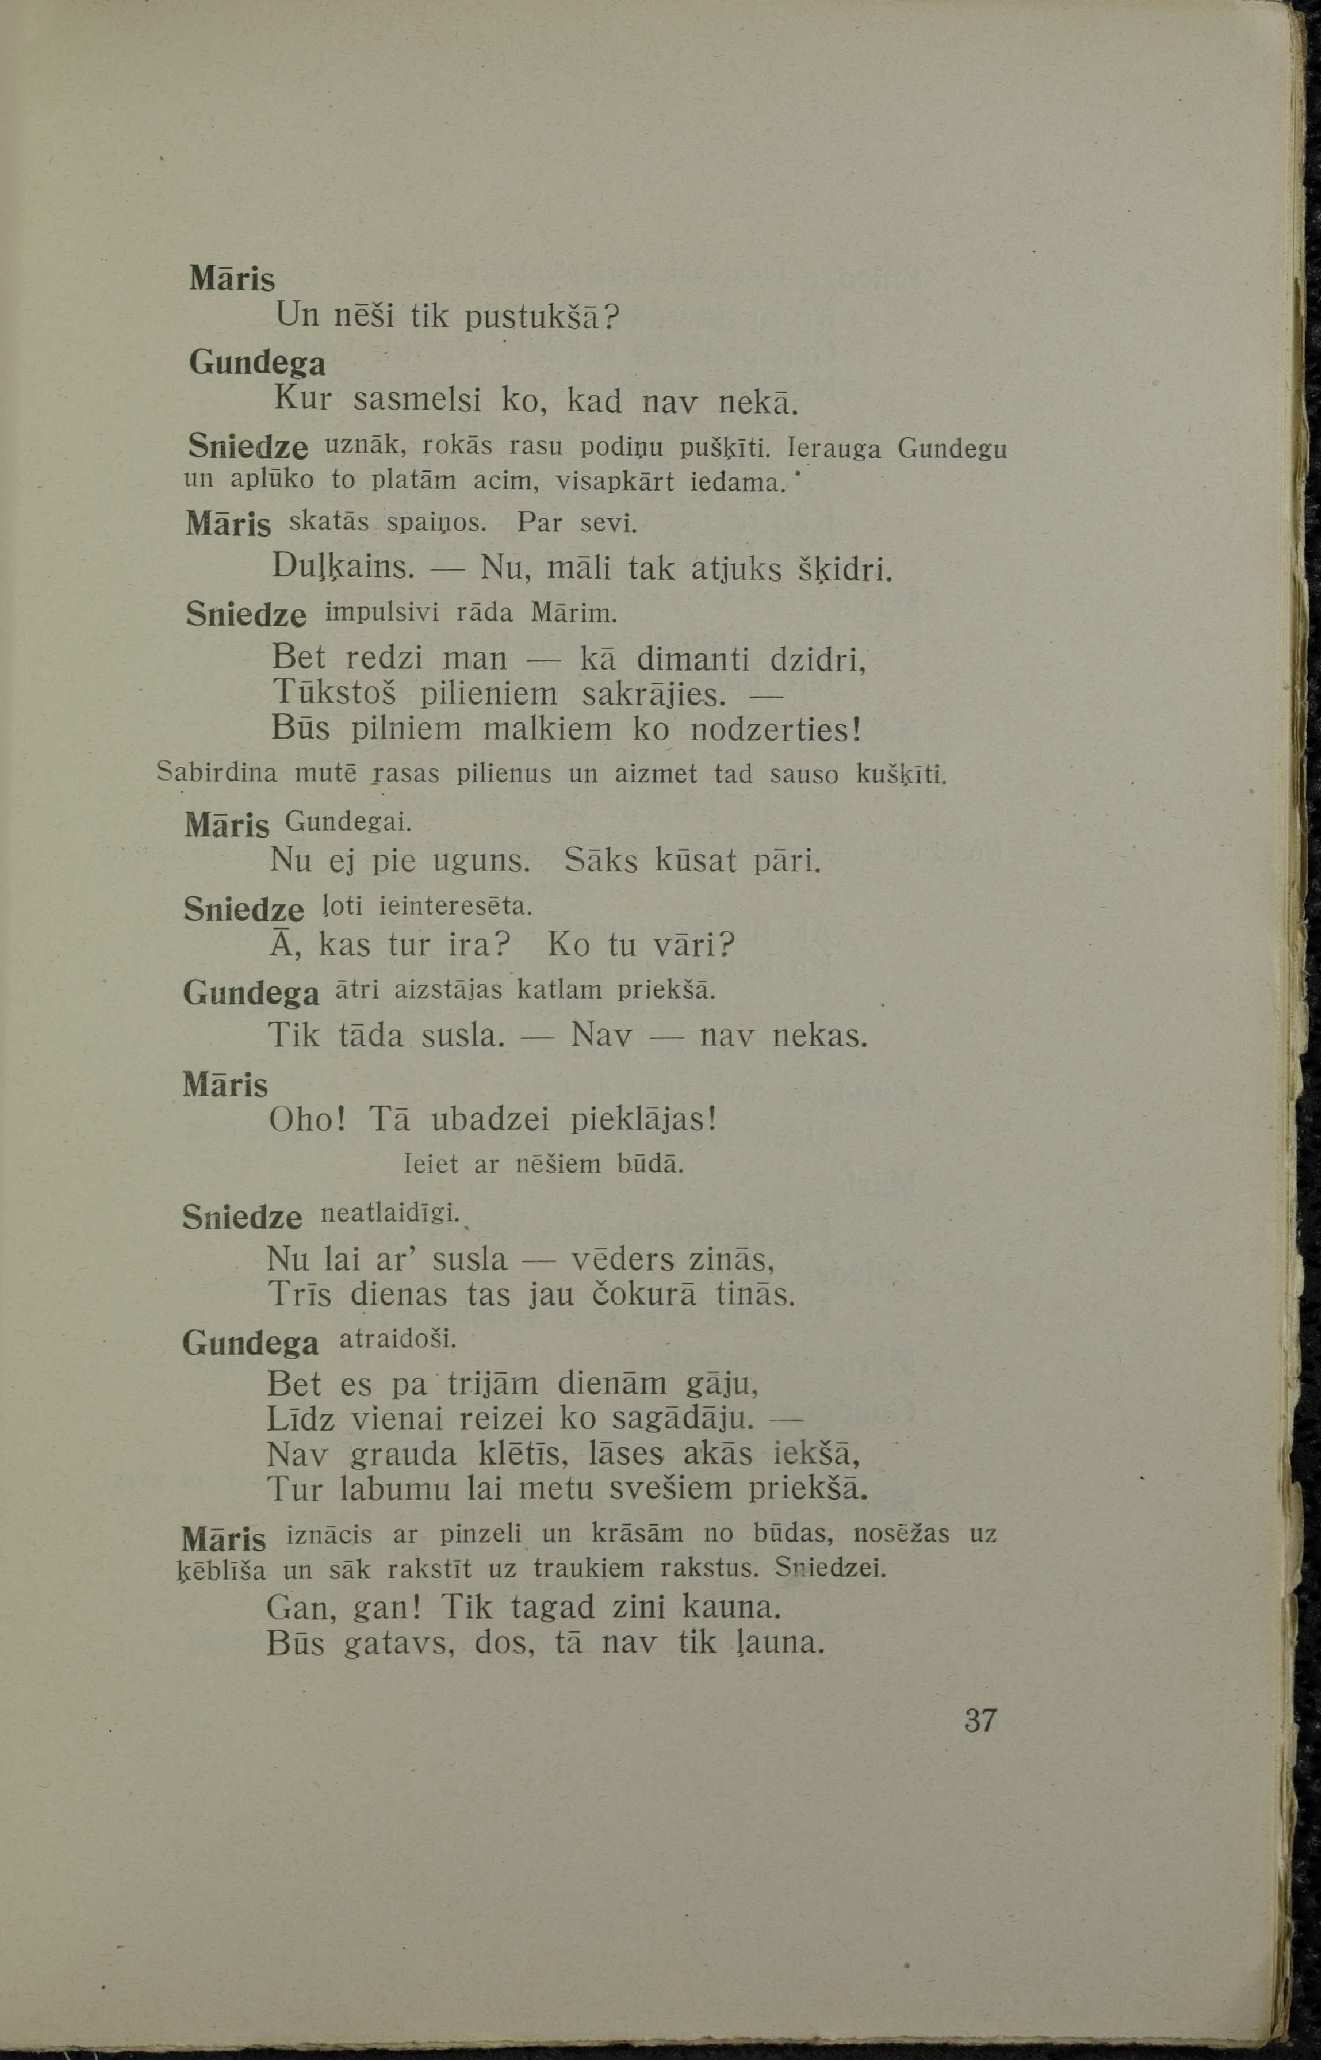 Māris
Un nēši tik pustukšā?
Gundega
Kur sasmelsi ko, kad nav nekā.
Sniedze uznāk, rokās rasu podiņu pušķīti. Ierauga Gundegu
un aplūko to platām acim, visapkārt iedama.
Māris skatās spaiņos. Par sevi.
Duļķains. — Nu, māli tak atjuks šķidri.
Sniedze impulsivi rāda Mārim.
Bet redzi man — kā dimanti dzidri,
Tūkstoš pilieniem sakrājies. —
Būs pilniem malkiem ko nodzerties!
Sabirdina mutē rasas pilienus un aizmet tad sauso kušķīti.
Māris Gundegai.
Nu ej pie uguns. Sāks kūsat pāri.
Sniedze ļoti ieinteresēta.
Ā, kas tur ira? Ko tu vāri?
Gundega ātri aizstājas katlam priekšā.
Tik tāda susla. — Nav — nav nekas.
Māris
Oho! Tā ubadzei pieklājas!
Ieiet ar nēšiem būdā.
Sniedze neatlaidīgi.
Nu lai ar’ susla — vēders zinās,
Trīs dienas tas jau čokurā tinās.
Gundega atraidoši.
Bet es pa trijām dienām gāju,
Līdz vienai reizei ko sagādāju. —
Nav grauda klētīs, lāses akās iekšā,
Tur labumu lai metu svešiem priekšā.
Māris iznācis ar pinzeli un krāsām no būdas, nosēžas uz
ķēblīša un sāk rakstīt uz traukiem rakstus. Sniedzei.
Gan, gan! Tik tagad zini kauna.
Būs gatavs, dos, tā nav tik ļauna.
37